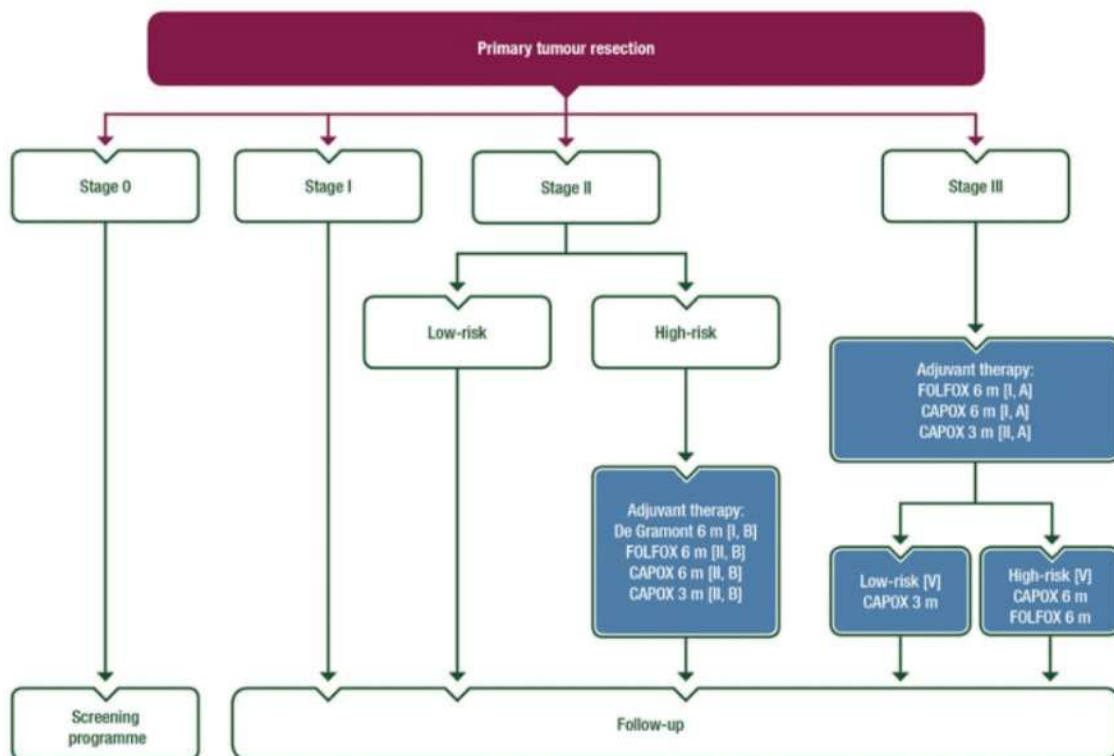 Primary tumour resection
Stage 0
Stage I
Stage II
Stage III
Low-risk
High-risk
Adjuvant therapy:
FOLFOX 6 m [I, A]
CAPOX 6 m [I, A]
CAPOX 3 m [II, A]
Adjuvant therapy:
De Gramont 6 m [I, B]
FOLFOX 6 m [II, B]
CAPOX 6 m [II, B]
CAPOX 3 m [II, B]
Low-risk [V]
CAPOX 3 m
High-risk [V]
CAPOX 6 m
FOLFOX 6 m
Screening
programme
Follow-up